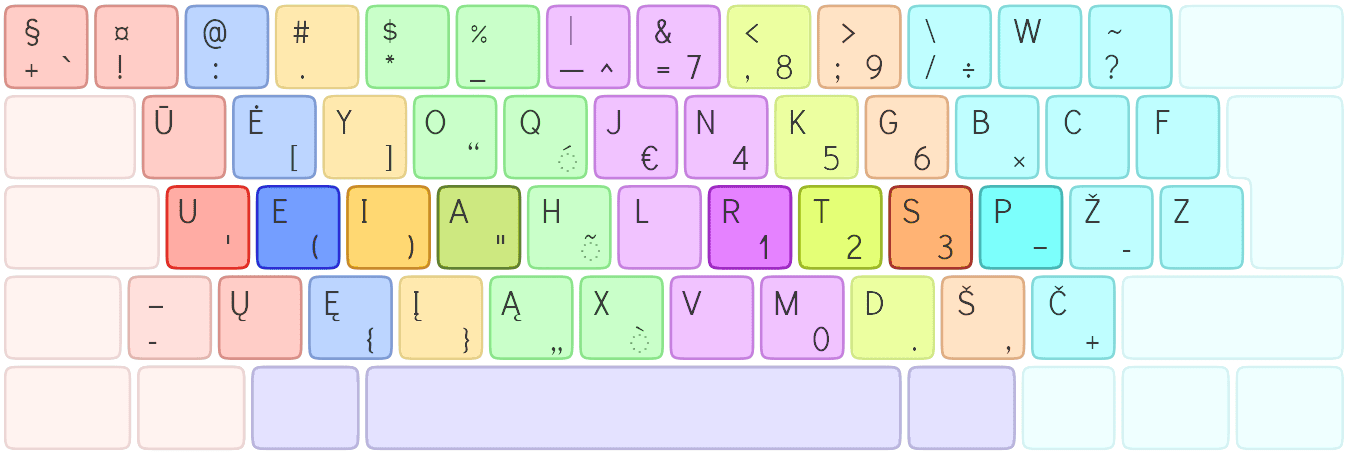 § ¤ @ # $ % | & < > \ W ~
+ ` ! : . * _ — ^ = 7 , 8 ; 9 / ÷ ?
Ū Ė Y O Q J N K G B C F
[ ] “ ◌́ € 4 5 6 ×
U E I A H L R T S P Ž Z
' ( ) " ◌̃ 1 2 3 – -
– Ų Ę Į Ą X V M D Š Č
- { } „ ◌̀ 0 . , +